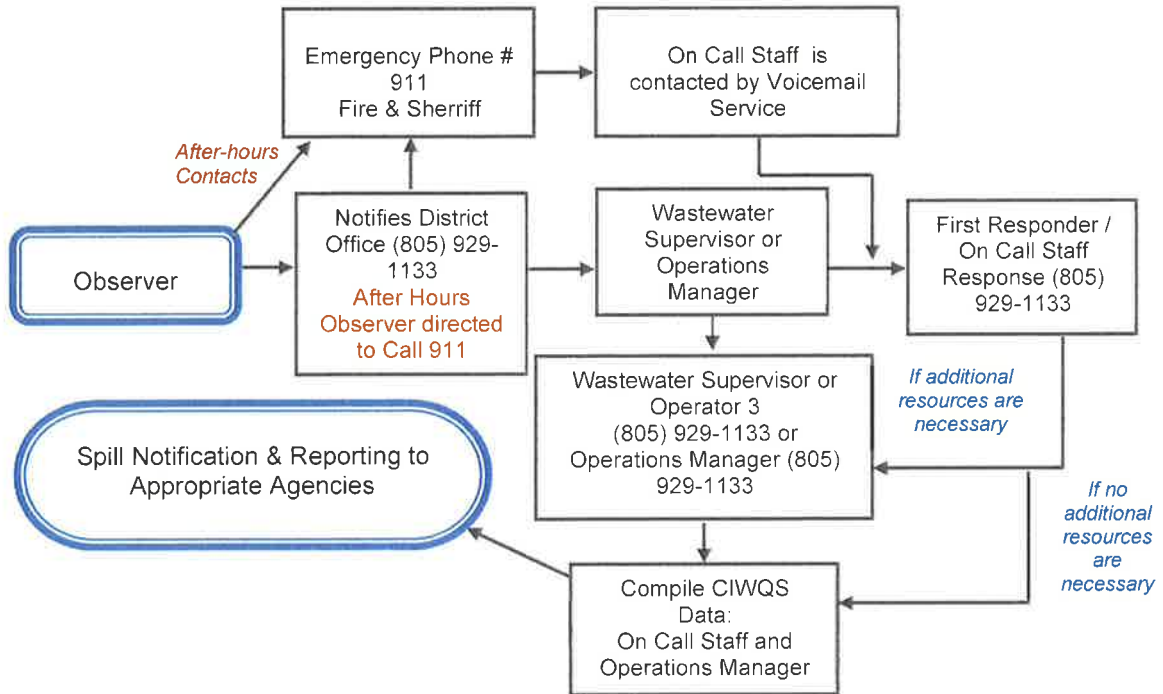 Emergency Phone #
911
Fire & Sherriff
On Call Staff is
contacted by Voicemail
Service
After-hours
Contacts
Observer
Notifies District
Office (805) 929-
1133
After Hours
Observer directed
to Call 911
Wastewater
Supervisor or
Operations
Manager
First Responder /
On Call Staff
Response (805)
929-1133
Wastewater Supervisor or
Operator 3
(805) 929-1133 or
Operations Manager (805)
929-1133
If additional
resources are
necessary
Spill Notification & Reporting to
Appropriate Agencies
If no
additional
resources
are
necessary
Compile CIWQS
Data:
On Call Staff and
Operations Manager